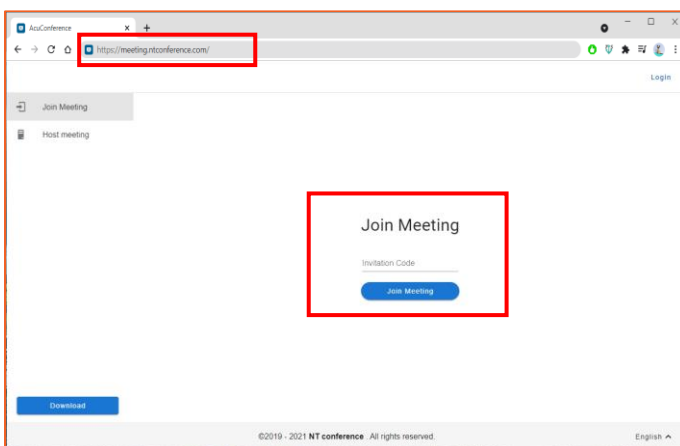 AcuConference
https://meeting.ntconference.com/
Login
Join Meeting
Host meeting
Join Meeting
Invitation Code
Join Meeting
Download
©2019 - 2021 NT conference . All rights reserved.
English